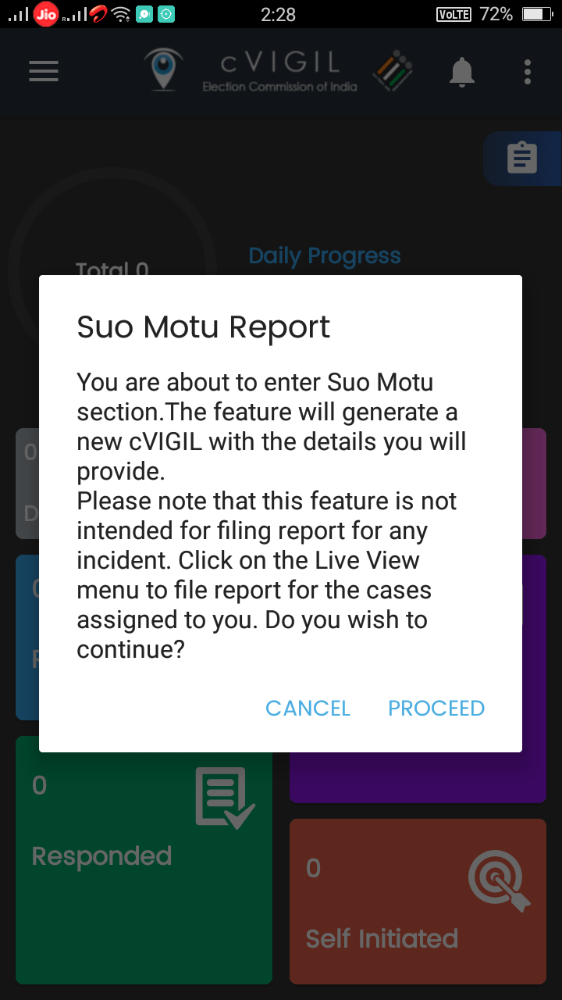 Jio
R
2:28
VoLTE
72%
cVIGIL
Election Commission of India
Daily Progress
Total 0
Suo Motu Report
You are about to enter Suo Motu
section.The feature will generate a
new cVIGIL with the details you will
provide.
Please note that this feature is not
intended for filing report for any
incident. Click on the Live View
menu to file report for the cases
assigned to you. Do you wish to
continue?
CANCEL
PROCEED
0
D
0
Responded
0
Self Initiated